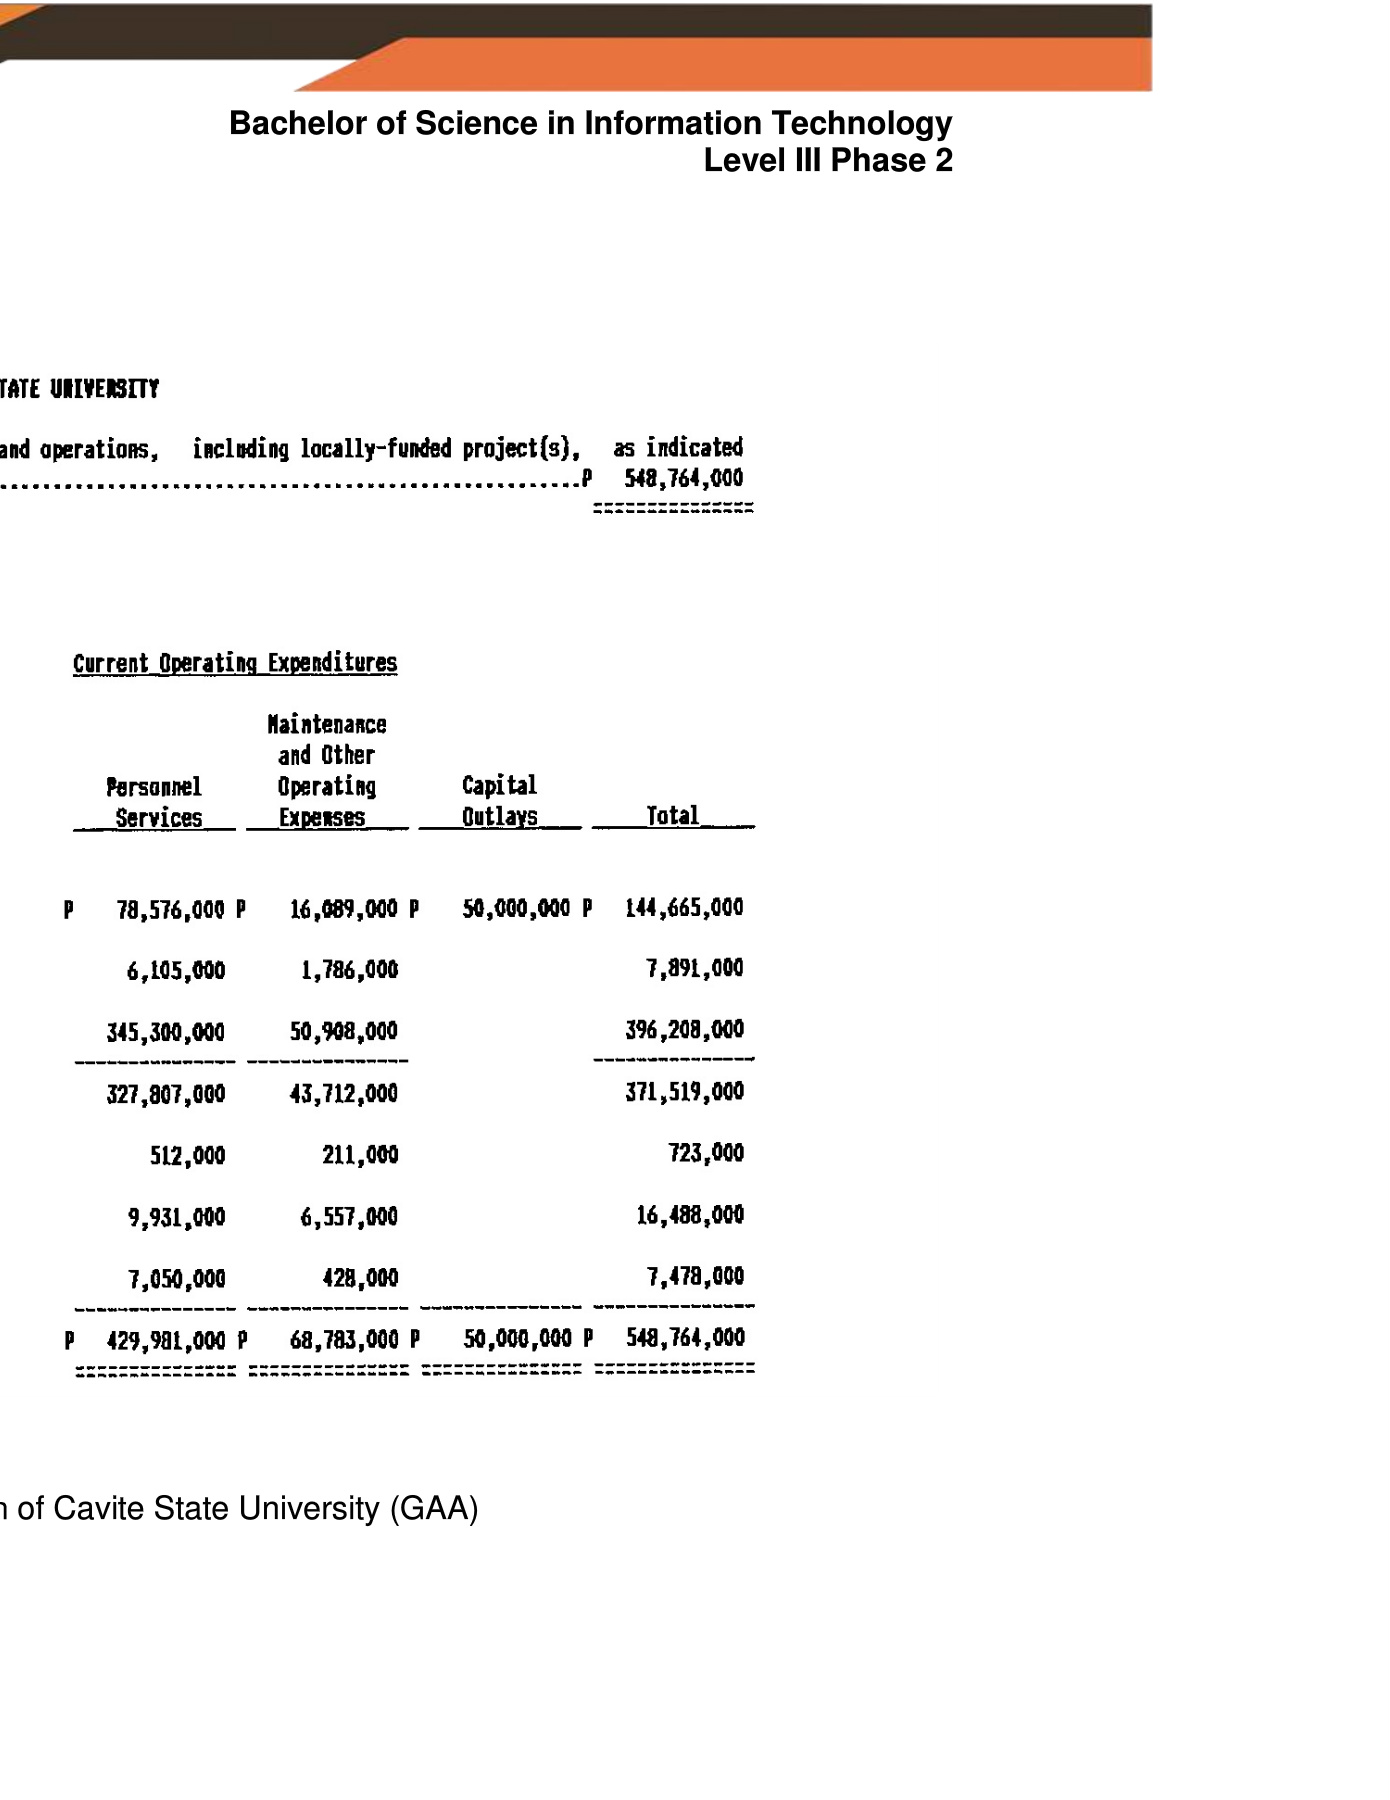 Bachelor of Science in Information Technology
Level III Phase 2
TATE UNIVERSITY
and operations, including locally-funded project(s), as indicated
....................................................................P 548,764,000
Current Operating Expenditures
Maintenance
and Other
Personnel Operating Capital
Services Expenses Outlays Total
P 78,576,000 P 16,089,000 P 50,000,000 P 144,665,000
6,105,000 1,786,000 7,891,000
345,300,000 50,908,000 396,208,000
327,807,000 43,712,000 371,519,000
512,000 211,000 723,000
9,931,000 6,557,000 16,488,000
7,050,000 428,000 7,478,000
P 429,981,000 P 68,783,000 P 50,000,000 P 548,764,000
n of Cavite State University (GAA)